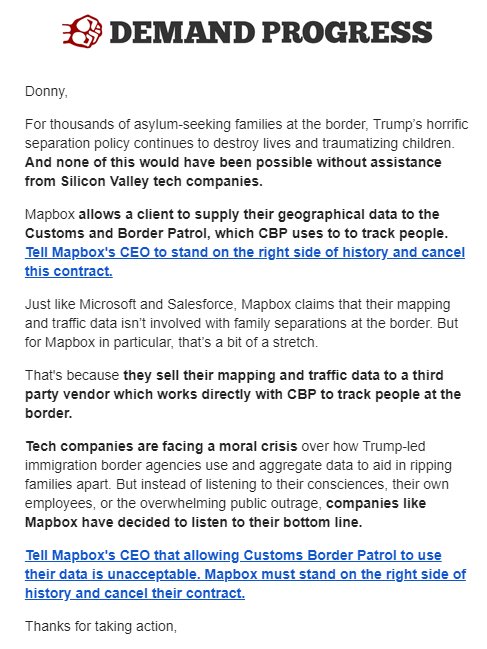 DEMAND PROGRESS
Donny,
For thousands of asylum-seeking families at the border, Trump's horrific
separation policy continues to destroy lives and traumatizing children.
And none of this would have been possible without assistance
from Silicon Valley tech companies.
Mapbox allows a client to supply their geographical data to the
Customs and Border Patrol, which CBP uses to to track people.
Tell Mapbox's CEO to stand on the right side of history and cancel
this contract.
Just like Microsoft and Salesforce, Mapbox claims that their mapping
and traffic data isn't involved with family separations at the border. But
for Mapbox in particular, that's a bit of a stretch.
That's because they sell their mapping and traffic data to a third
party vendor which works directly with CBP to track people at the
border.
Tech companies are facing a moral crisis over how Trump-led
immigration border agencies use and aggregate data to aid in ripping
families apart. But instead of listening to their consciences, their own
employees, or the overwhelming public outrage, companies like
Mapbox have decided to listen to their bottom line.
Tell Mapbox's CEO that allowing Customs Border Patrol to use
their data is unacceptable. Mapbox must stand on the right side of
history and cancel their contract.
Thanks for taking action,